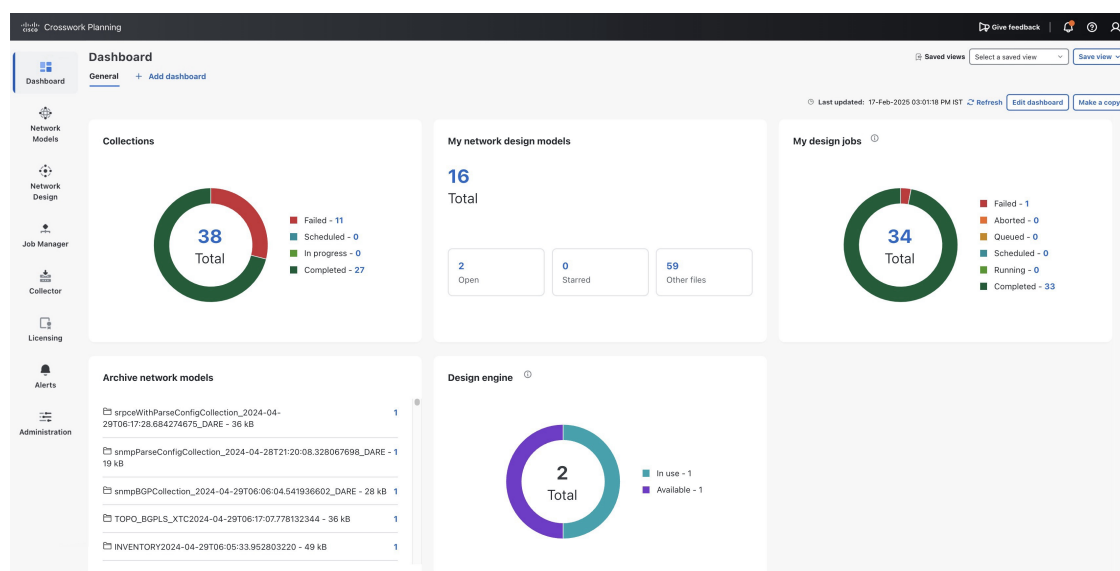 cisco Crosswork Planning
Give feedback
Dashboard
General + Add dashboard
Saved views Select a saved view Save view
Last updated: 17-Feb-2025 03:01:18 PM IST Refresh Edit dashboard Make a copy
Dashboard
Network
Models
Network
Design
Job Manager
Collector
Licensing
Alerts
Administration
Collections
38
Total
Failed - 11
Scheduled - 0
In progress - 0
Completed - 27
My network design models
16
Total
2
Open
0
Starred
59
Other files
My design jobs
34
Total
Failed - 1
Aborted - 0
Queued - 0
Scheduled - 0
Running - 0
Completed - 33
Archive network models
srpceWithParseConfigCollection_2024-04- 1
29T06:17:28.684274675_DARE - 36 kB
snmpParseConfigCollection_2024-04-28T21:20:08.328067698_DARE - 1
19 kB
snmpBGPCollection_2024-04-29T06:06:04.541936602_DARE - 28 kB 1
TOPO_BGPLS_XTC2024-04-29T06:17:07.778132344 - 36 kB 1
INVENTORY2024-04-29T06:05:33.952803220 - 49 kB 1
Design engine
2
Total
In use - 1
Available - 1